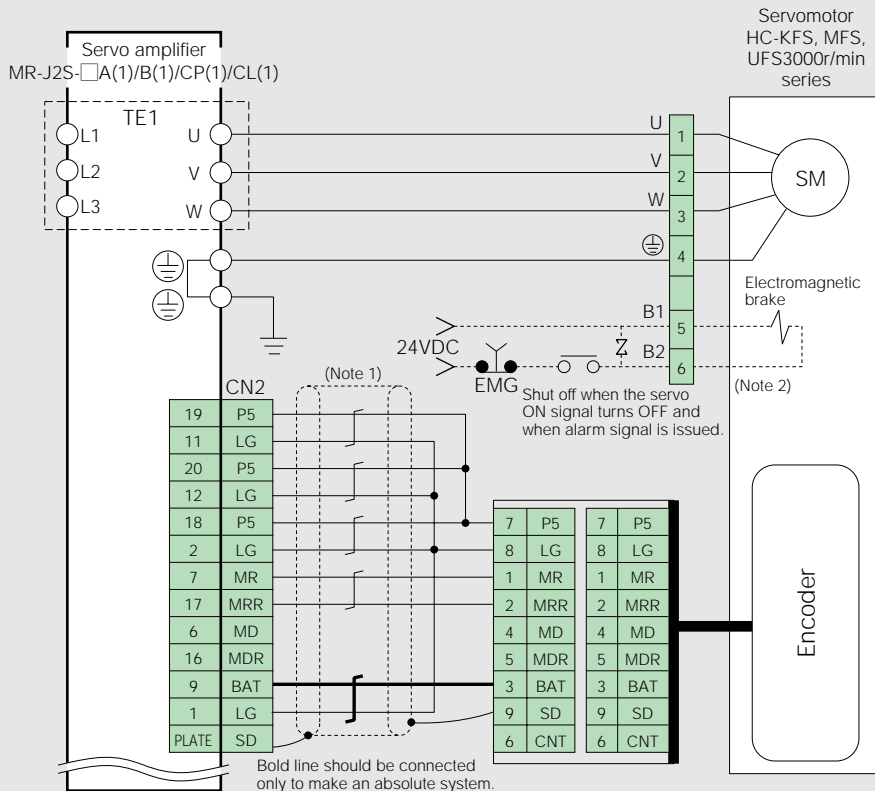 Servomotor
HC-KFS, MFS,
UFS3000r/min
series
Servo amplifier
MR-J2S-□A(1)/B(1)/CP(1)/CL(1)
TE1
L1
L2
L3
U
V
W
U 1
V 2
W 3
4
SM
Electromagnetic
brake
B1 5
B2 6
24VDC
EMG
(Note 2)
Shut off when the servo
ON signal turns OFF and
when alarm signal is issued.
(Note 1)
CN2
19 P5
11 LG
20 P5
12 LG
18 P5
2 LG
7 MR
17 MRR
6 MD
16 MDR
9 BAT
1 LG
PLATE SD
7 P5 7 P5
8 LG 8 LG
1 MR 1 MR
2 MRR 2 MRR
4 MD 4 MD
5 MDR 5 MDR
3 BAT 3 BAT
9 SD 9 SD
6 CNT 6 CNT
Encoder
Bold line should be connected
only to make an absolute system.